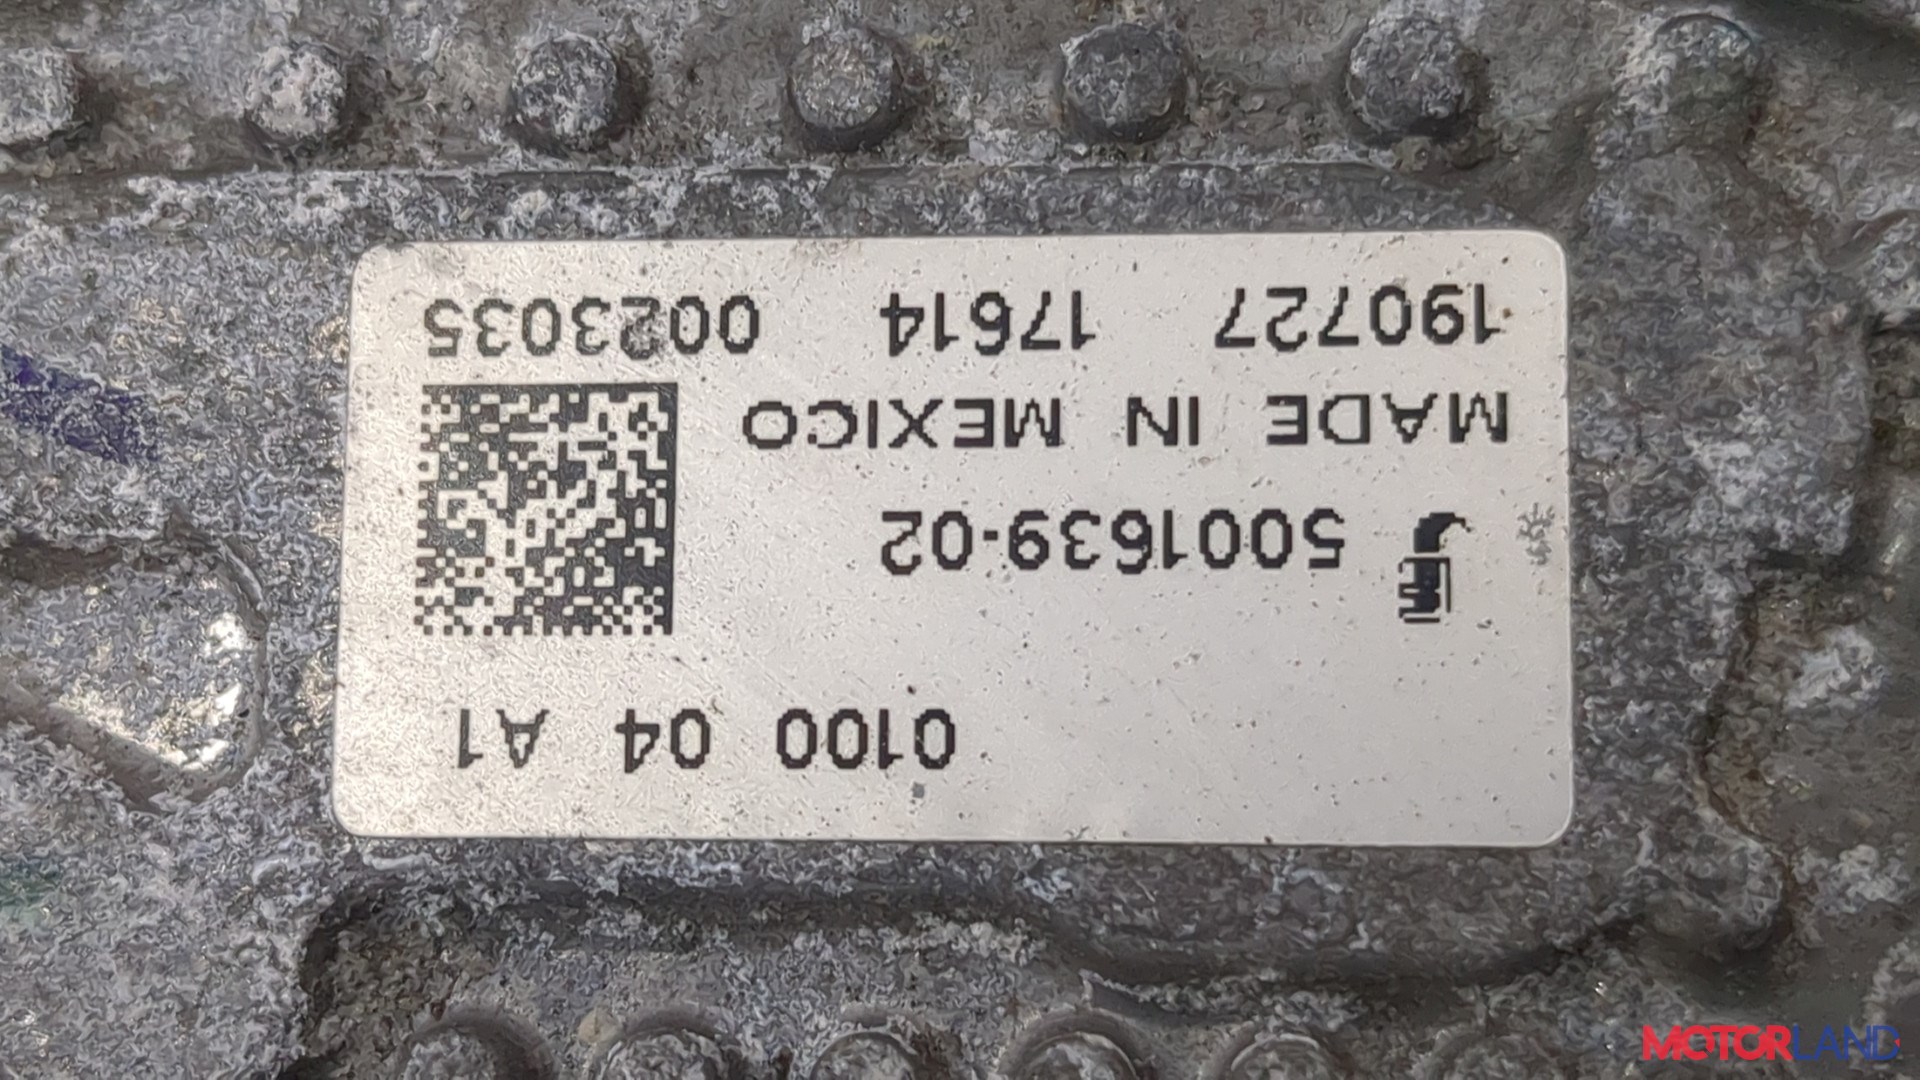 0100 04 A1
5001639-02
MADE IN MEXICO
190727 17614 0023035
MOTORLAND